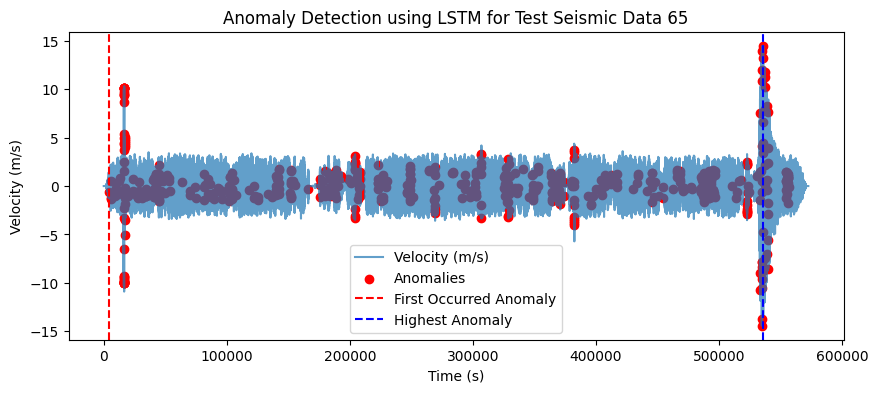 Anomaly Detection using LSTM for Test Seismic Data 65
Velocity (m/s)
15
10
5
0
−5
−10
−15
Velocity (m/s)
Anomalies
First Occurred Anomaly
Highest Anomaly
0
100000
200000
300000
400000
500000
600000
Time (s)